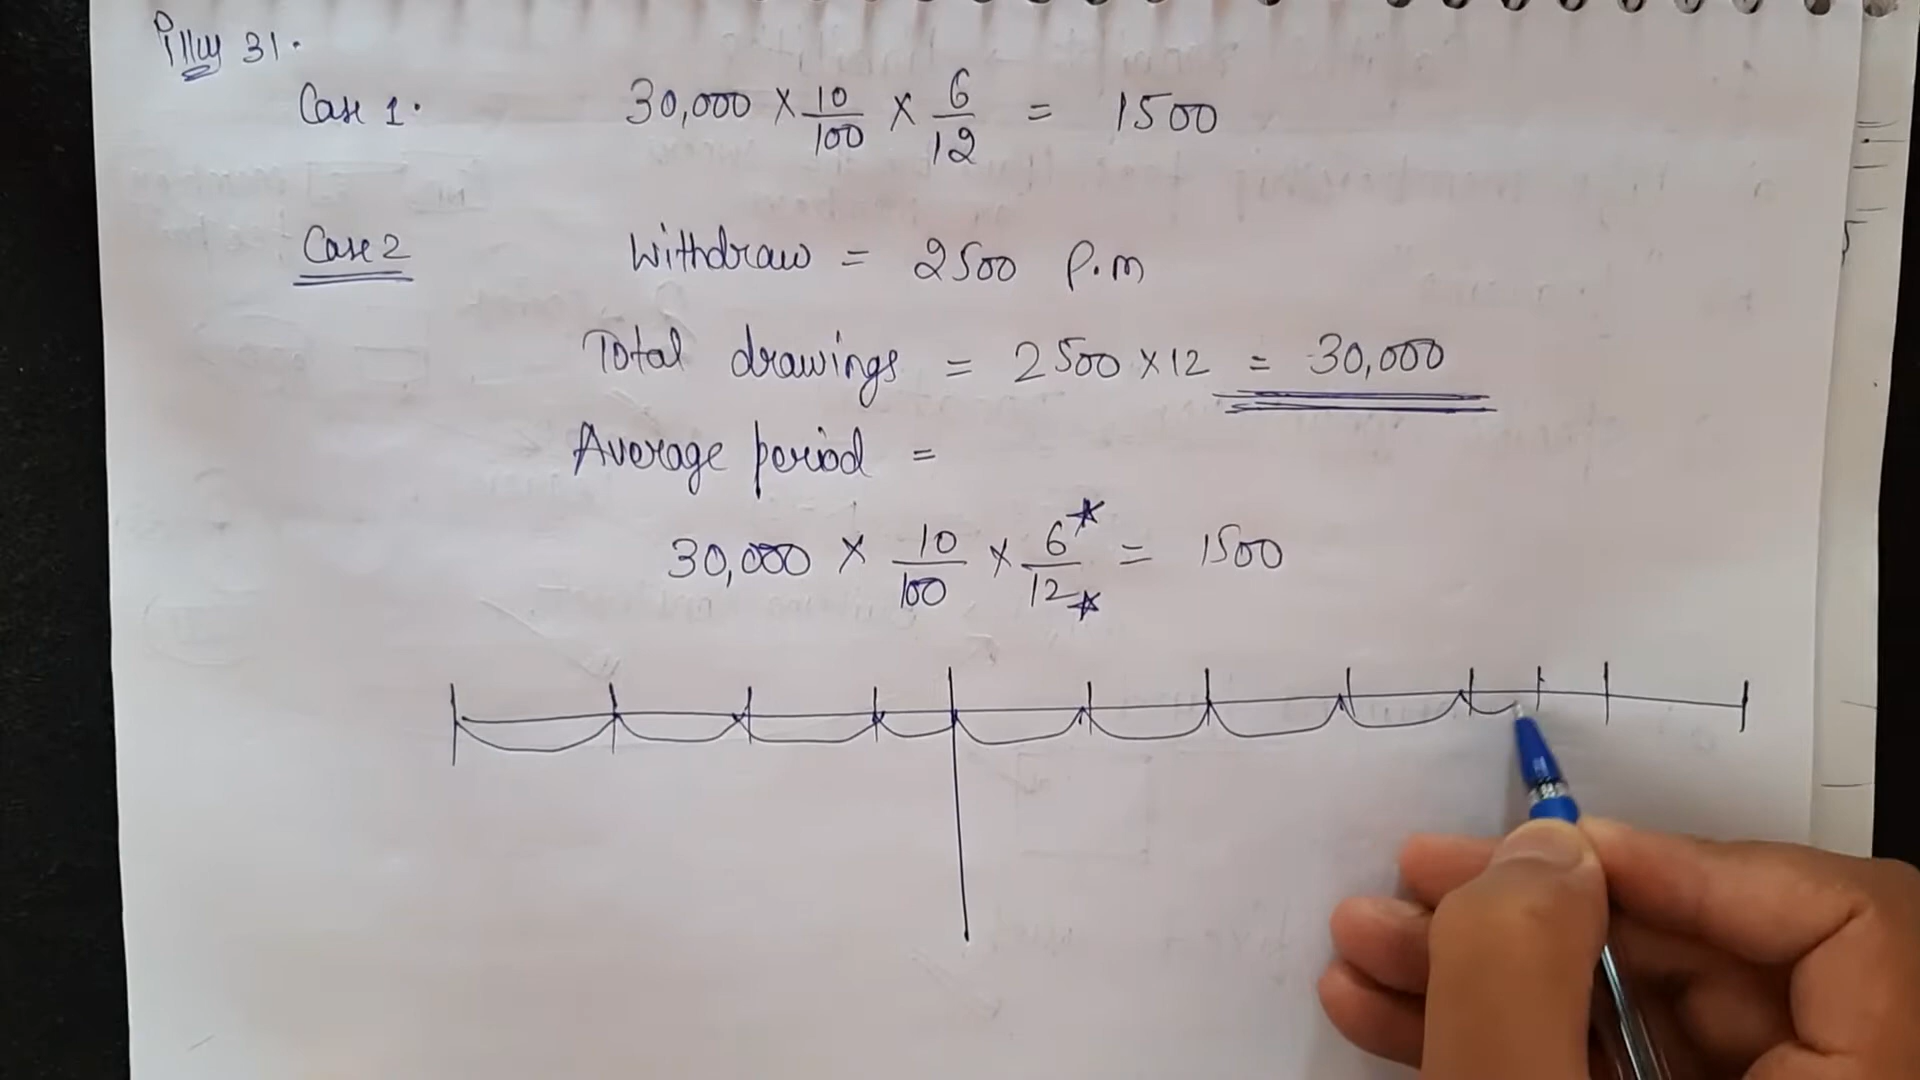 Illus 31.
Case 1. 30,000 × 10/100 × 6/12 = 1500
Case 2 Withdraw = 2500 P.m
Total drawings = 2500 × 12 = 30,000
Average period =
30,000 × 10/100 × 6*/12* = 1500